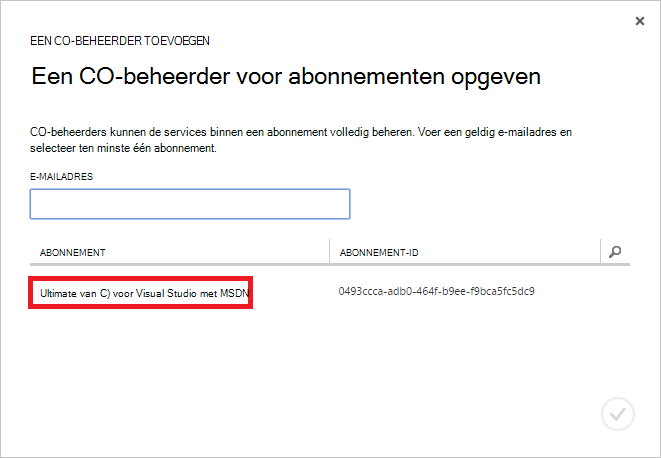 EEN CO-BEHEERDER TOEVOEGEN
Een CO-beheerder voor abonnementen opgeven
CO-beheerders kunnen de services binnen een abonnement volledig beheren. Voer een geldig e-mailadres en
selecteer ten minste één abonnement.
E-MAILADRES
ABONNEMENT ABONNEMENT-ID
Ultimate van C) voor Visual Studio met MSDN 0493ccca-adb0-464f-b9ee-f9bca5fc5dc9